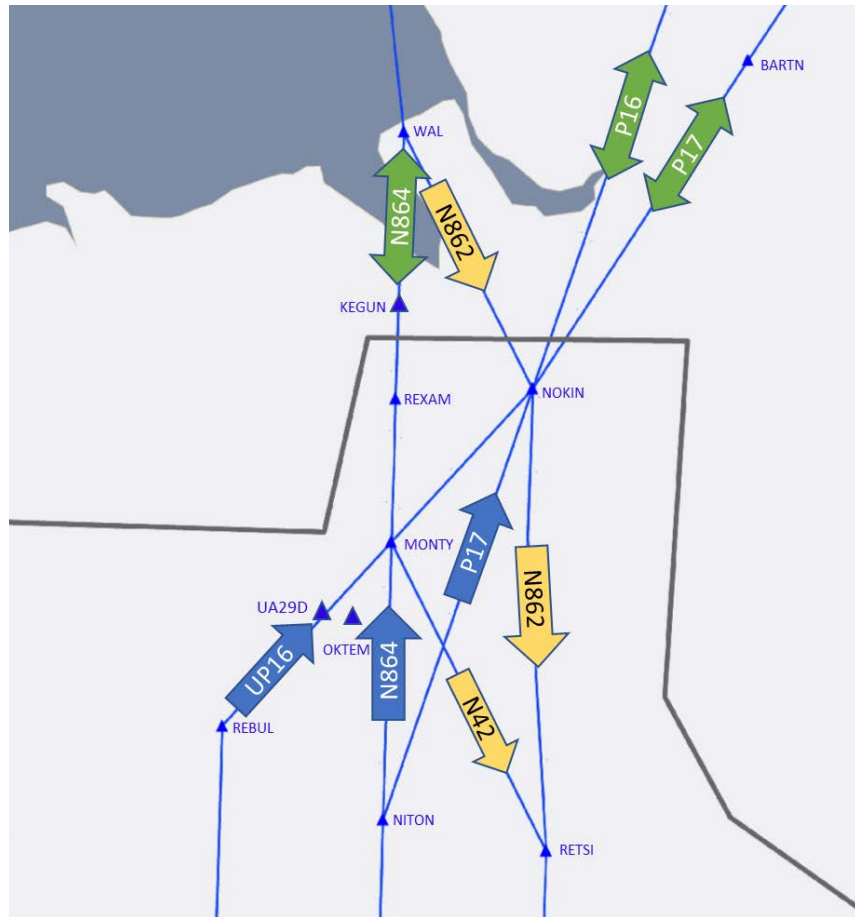 BARTN
P16
WAL
P17
N864
N862
KEGUN
NOKIN
REXAM
P17
MONTY
N862
UA29D
OKTEM
UP16
N864
N42
REBUL
NITON
RETSI